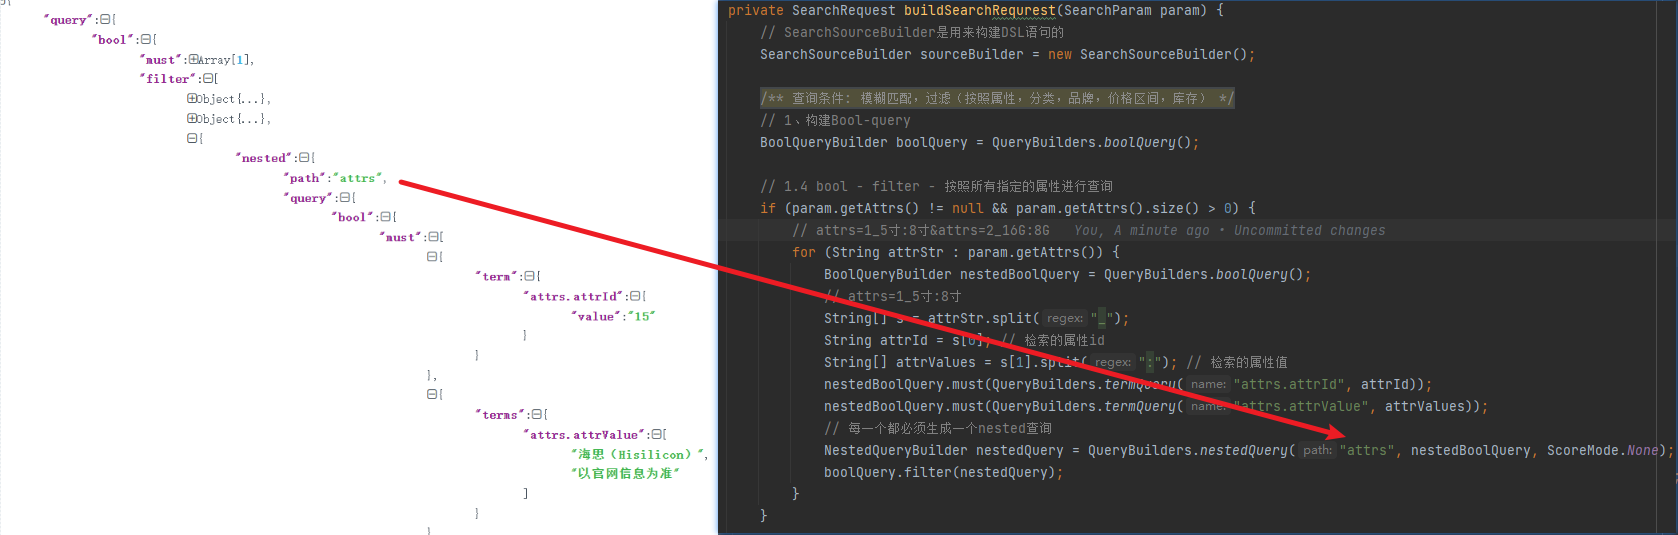 "query":{
"bool":{
"must":Array[1],
"filter":[
Object{...},
Object{...},
{
"nested":{
"path":"attrs",
"query":{
"bool":{
"must":[
{
"term":{
"attrs.attrId":{
"value":"15"
}
}
},
{
"terms":{
"attrs.attrValue":[
"海思（Hisilicon）",
"以官网信息为准"
]
}
}
private SearchRequest buildSearchRequrest(SearchParam param) {
// SearchSourceBuilder是用来构建DSL语句的
SearchSourceBuilder sourceBuilder = new SearchSourceBuilder();
/** 查询条件: 模糊匹配，过滤（按照属性，分类，品牌，价格区间，库存） */
// 1、构建Bool-query
BoolQueryBuilder boolQuery = QueryBuilders.boolQuery();
// 1.4 bool - filter - 按照所有指定的属性进行查询
if (param.getAttrs() != null && param.getAttrs().size() > 0) {
// attrs=1_5寸:8寸&attrs=2_16G:8G You, A minute ago • Uncommitted changes
for (String attrStr : param.getAttrs()) {
BoolQueryBuilder nestedBoolQuery = QueryBuilders.boolQuery();
// attrs=1_5寸:8寸
String[] s = attrStr.split( regex: "_");
String attrId = s[0]; // 检索的属性id
String[] attrValues = s[1].split( regex: ":"); // 检索的属性值
nestedBoolQuery.must(QueryBuilders.termQuery( name: "attrs.attrId", attrId));
nestedBoolQuery.must(QueryBuilders.termQuery( name: "attrs.attrValue", attrValues));
// 每一个都必须生成一个nested查询
NestedQueryBuilder nestedQuery = QueryBuilders.nestedQuery( path: "attrs", nestedBoolQuery, ScoreMode.None);
boolQuery.filter(nestedQuery);
}
}